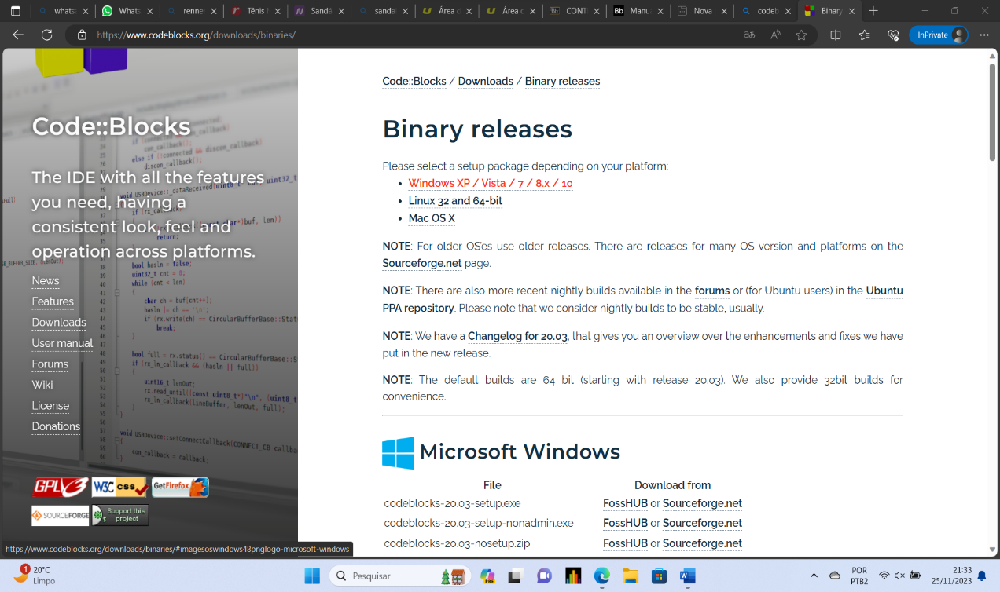 whats
Whats
renne
Tênis
Sandá
sanda
Área d
Área d
CONT
Manu
Nova
codeb
Binary
https://www.codeblocks.org/downloads/binaries/
InPrivate
Code::Blocks
The IDE with all the features
you need, having a
consistent look, feel and
operation across platforms.
News
Features
Downloads
User manual
Forums
Wiki
License
Donations
GPLv3
W3C css
GetFirefox
SOURCEFORGE
Support this
project
https://www.codeblocks.org/downloads/binaries/#imagesoswindows48pnglogo-microsoft-windows
Code::Blocks / Downloads / Binary releases
Binary releases
Please select a setup package depending on your platform:
• Windows XP / Vista / 7 / 8.x / 10
• Linux 32 and 64-bit
• Mac OS X
NOTE: For older OS'es use older releases. There are releases for many OS version and platforms on the
Sourceforge.net page.
NOTE: There are also more recent nightly builds available in the forums or (for Ubuntu users) in the Ubuntu
PPA repository. Please note that we consider nightly builds to be stable, usually.
NOTE: We have a Changelog for 20.03, that gives you an overview over the enhancements and fixes we have
put in the new release.
NOTE: The default builds are 64 bit (starting with release 20.03). We also provide 32bit builds for
convenience.
Microsoft Windows
File Download from
codeblocks-20.03-setup.exe FossHUB or Sourceforge.net
codeblocks-20.03-setup-nonadmin.exe FossHUB or Sourceforge.net
codeblocks-20.03-nosetup.zip FossHUB or Sourceforge.net
1
20°C
Limpo
Pesquisar
PRE
POR
PTB2
21:33
25/11/2023